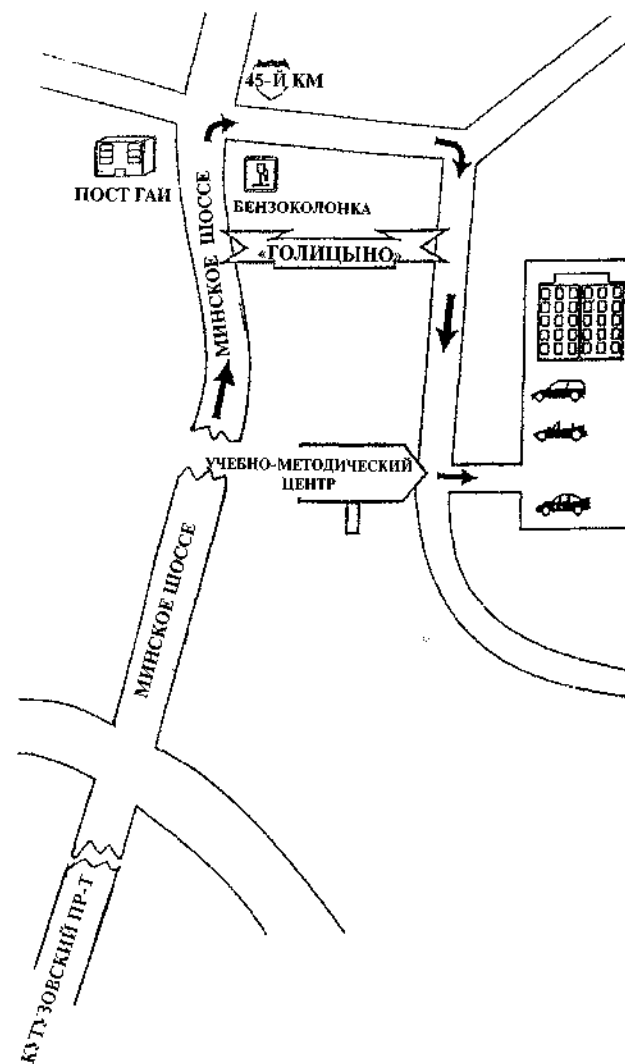 45-Й КМ
ПОСТ ГАИ
БЕНЗОКОЛОНКА
МИНСКОЕ ШОССЕ
«ГОЛИЦЫНО»
УЧЕБНО-МЕТОДИЧЕСКИЙ
ЦЕНТР
МИНСКОЕ ШОССЕ
КУТУЗОВСКИЙ ПР-Т